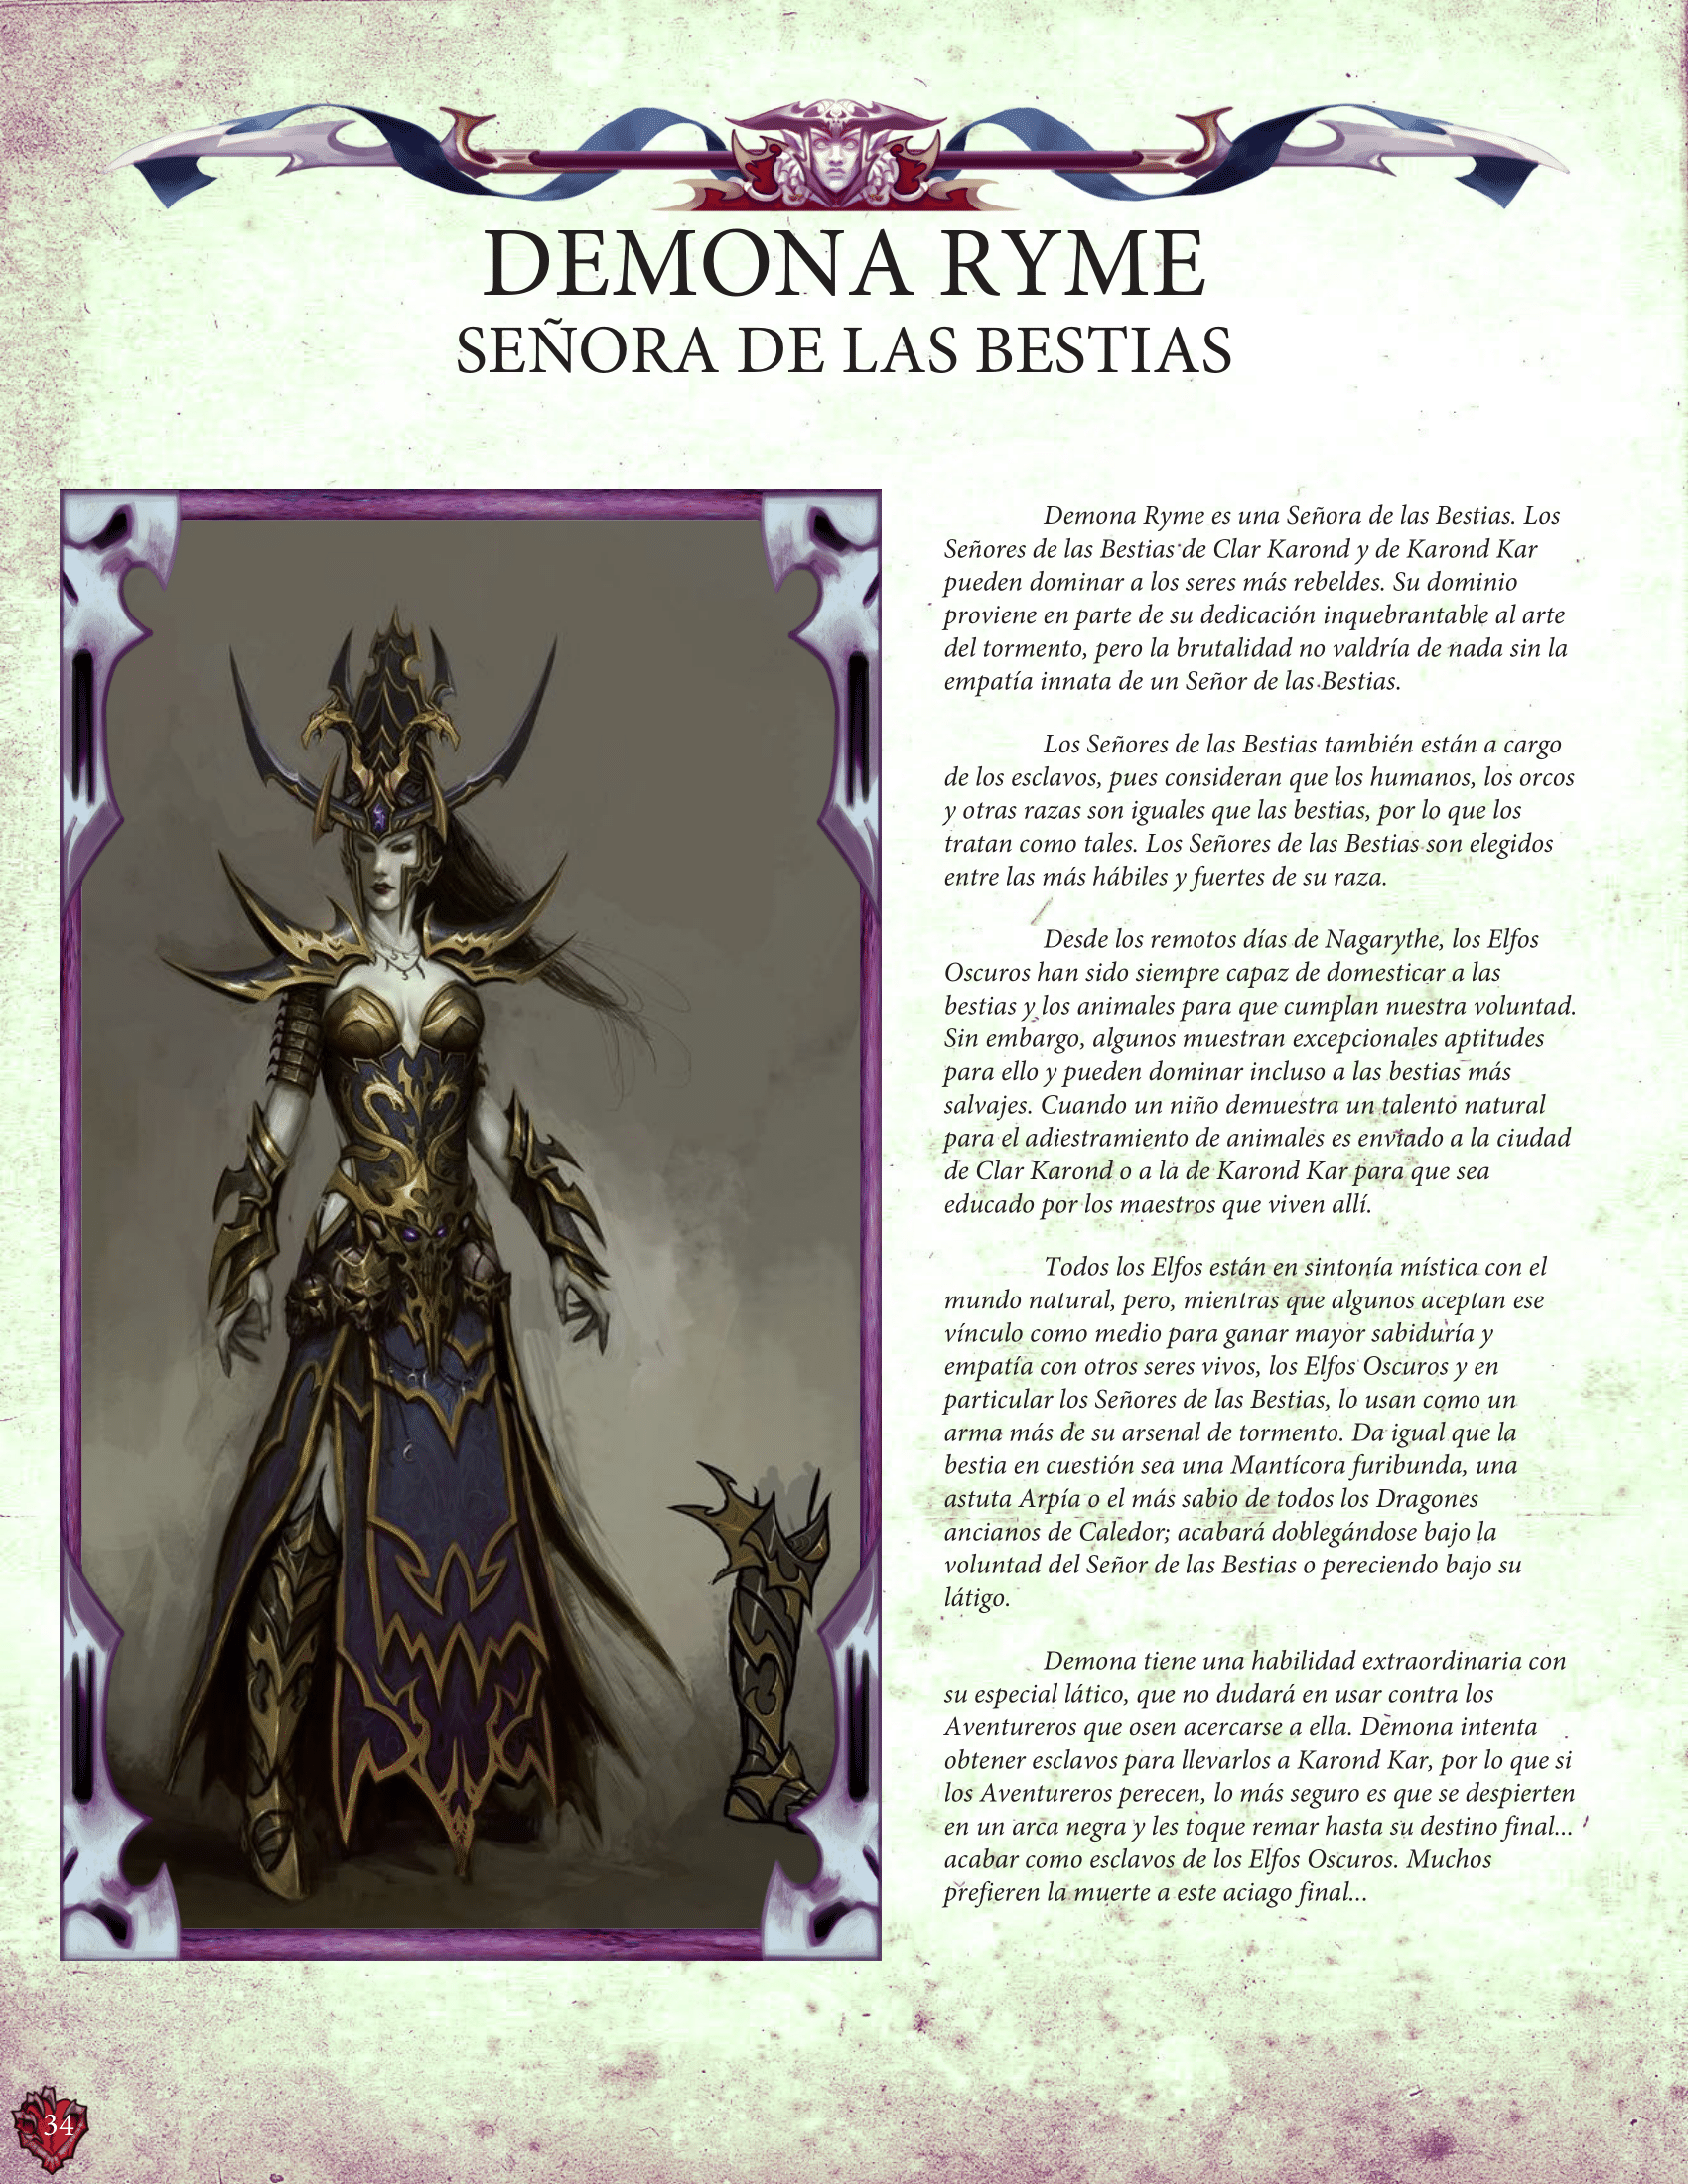 DEMONA RYME
SEÑORA DE LAS BESTIAS
Demona Ryme es una Señora de las Bestias. Los
Señores de las Bestias de Clar Karond y de Karond Kar
pueden dominar a los seres más rebeldes. Su dominio
proviene en parte de su dedicación inquebrantable al arte
del tormento, pero la brutalidad no valdría de nada sin la
empatía innata de un Señor de las Bestias.
Los Señores de las Bestias también están a cargo
de los esclavos, pues consideran que los humanos, los orcos
y otras razas son iguales que las bestias, por lo que los
tratan como tales. Los Señores de las Bestias son elegidos
entre las más hábiles y fuertes de su raza.
Desde los remotos días de Nagarythe, los Elfos
Oscuros han sido siempre capaz de domesticar a las
bestias y los animales para que cumplan nuestra voluntad.
Sin embargo, algunos muestran excepcionales aptitudes
para ello y pueden dominar incluso a las bestias más
salvajes. Cuando un niño demuestra un talento natural
para el adiestramiento de animales es enviado a la ciudad
de Clar Karond o a la de Karond Kar para que sea
educado por los maestros que viven allí.
Todos los Elfos están en sintonía mística con el
mundo natural, pero, mientras que algunos aceptan ese
vínculo como medio para ganar mayor sabiduría y
empatía con otros seres vivos, los Elfos Oscuros y en
particular los Señores de las Bestias, lo usan como un
arma más de su arsenal de tormento. Da igual que la
bestia en cuestión sea una Mantícora furibunda, una
astuta Arpía o el más sabio de todos los Dragones
ancianos de Caledor; acabará doblegándose bajo la
voluntad del Señor de las Bestias o pereciendo bajo su
látigo.
Demona tiene una habilidad extraordinaria con
su especial lático, que no dudará en usar contra los
Aventureros que osen acercarse a ella. Demona intenta
obtener esclavos para llevarlos a Karond Kar, por lo que si
los Aventureros perecen, lo más seguro es que se despierten
en un arca negra y les toque remar hasta su destino final...
acabar como esclavos de los Elfos Oscuros. Muchos
prefieren la muerte a este aciago final...
34